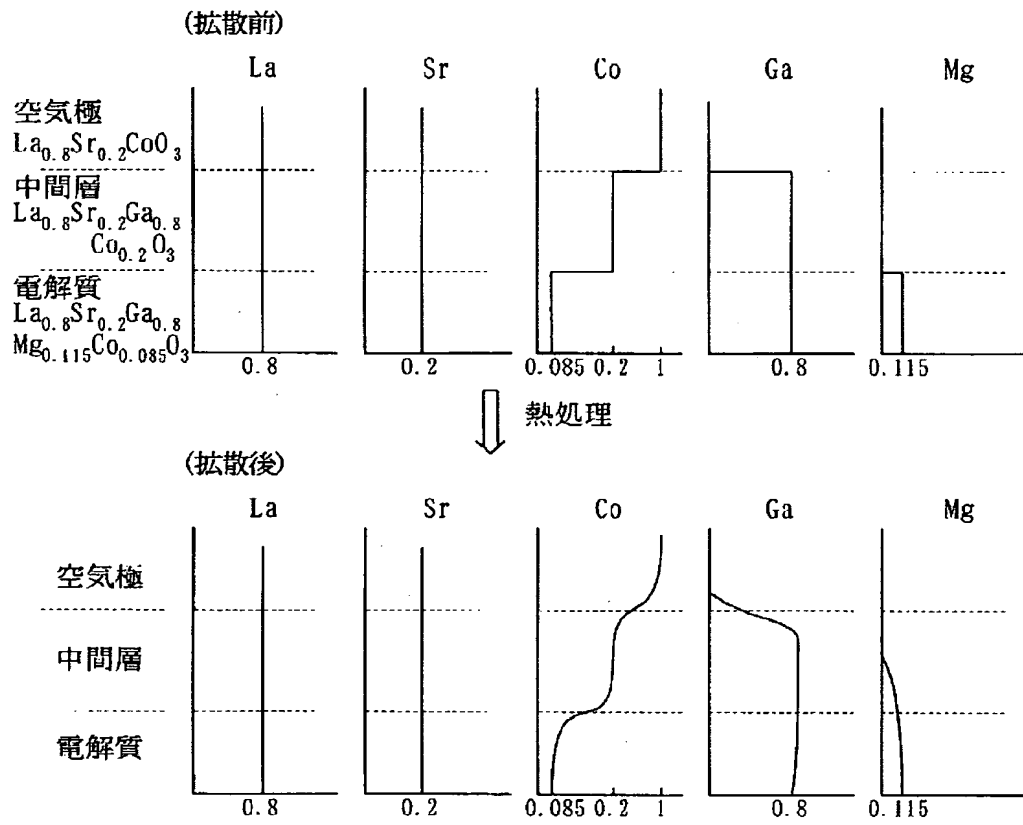 (拡散前)
La Sr Co Ga Mg
空気極
La0.8Sr0.2CoO3
中間層
La0.8Sr0.2Ga0.8
Co0.2O3
電解質
La0.8Sr0.2Ga0.8
Mg0.115Co0.085O3
0.8 0.2 0.085 0.2 1 0.8 0.115
熱処理
(拡散後)
La Sr Co Ga Mg
空気極
中間層
電解質
0.8 0.2 0.085 0.2 1 0.8 0.115